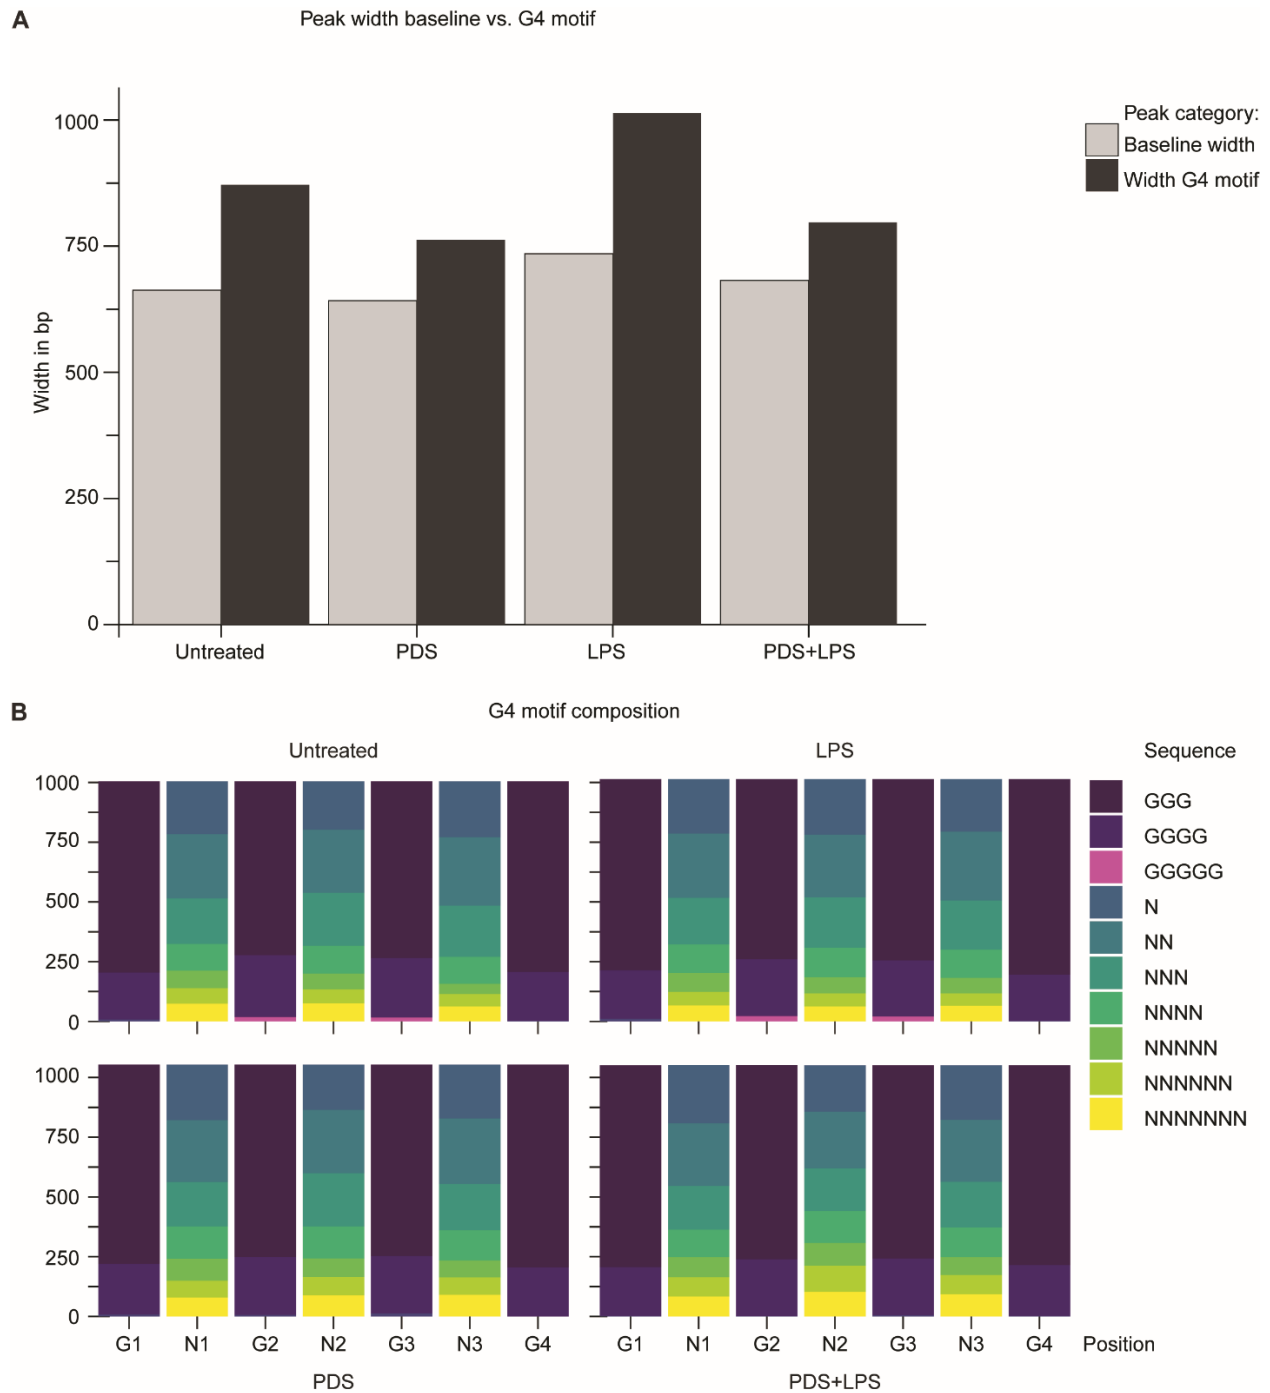 A
Peak width baseline vs. G4 motif
Peak category:
Baseline width
Width G4 motif
Width in bp
1000
750
500
250
0
Untreated
PDS
LPS
PDS+LPS
B
G4 motif composition
Untreated
LPS
Sequence
1000
750
500
250
0
GGG
GGGG
GGGGG
N
NN
NNN
NNNN
NNNNN
NNNNNN
NNNNNNN
1000
750
500
250
0
G1 N1 G2 N2 G3 N3 G4 G1 N1 G2 N2 G3 N3 G4 Position
PDS
PDS+LPS